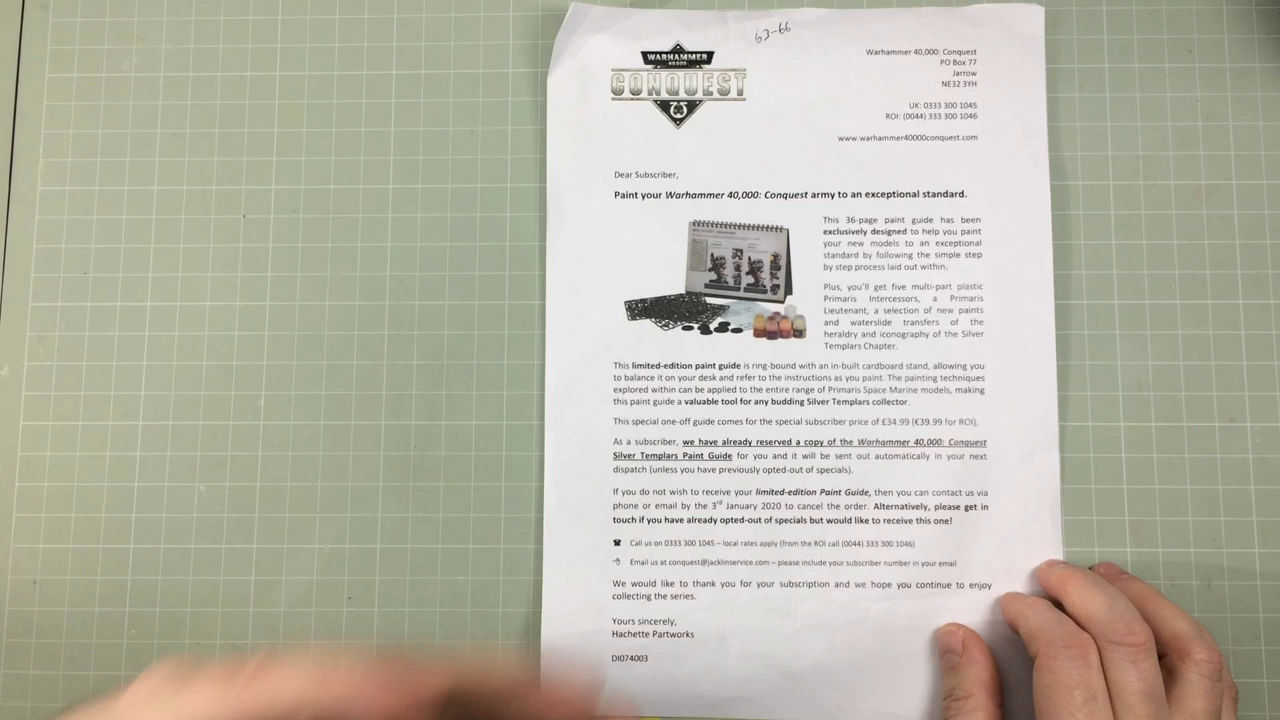 63-66
WARHAMMER
40,000
CONQUEST
Warhammer 40,000: Conquest
PO Box 77
Jarrow
NE32 3YH
UK: 0333 300 1045
ROI: (0044) 333 300 1046
www.warhammer40000conquest.com
Dear Subscriber,
Paint your Warhammer 40,000: Conquest army to an exceptional standard.
This 36-page paint guide has been
exclusively designed to help you paint
your new models to an exceptional
standard by following the simple step
by step process laid out within.
Plus, you'll get five multi-part plastic
Primaris Intercessors, a Primaris
Lieutenant, a selection of new paints
and waterslide transfers of the
heraldry and iconography of the Silver
Templars Chapter.
This limited-edition paint guide is ring-bound with an in-built cardboard stand, allowing you
to balance it on your desk and refer to the instructions as you paint. The painting techniques
explored within can be applied to the entire range of Primaris Space Marine models, making
this paint guide a valuable tool for any budding Silver Templars collector.
This special one-off guide comes for the special subscriber price of £34.99 (€39.99 for ROI).
As a subscriber, we have already reserved a copy of the Warhammer 40,000: Conquest
Silver Templars Paint Guide for you and it will be sent out automatically in your next
dispatch (unless you have previously opted-out of specials).
If you do not wish to receive your limited-edition Paint Guide, then you can contact us via
phone or email by the 3rd January 2020 to cancel the order. Alternatively, please get in
touch if you have already opted-out of specials but would like to receive this one!
Call us on 0333 300 1045 – local rates apply (from the ROI call (0044) 333 300 1046)
Email us at conquest@jacklinservice.com – please include your subscriber number in your email
We would like to thank you for your subscription and we hope you continue to enjoy
collecting the series.
Yours sincerely,
Hachette Partworks
DI074003